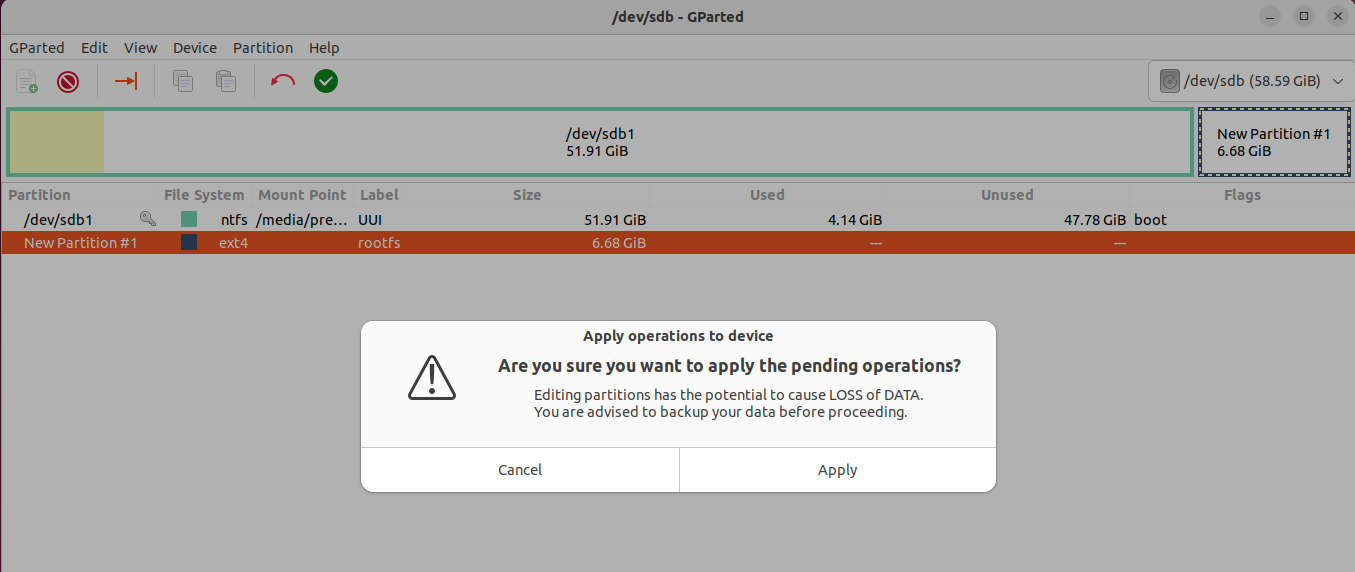 /dev/sdb - GParted
GParted Edit View Device Partition Help
/dev/sdb (58.59 GiB)
/dev/sdb1
51.91 GiB
New Partition #1
6.68 GiB
Partition File System Mount Point Label Size Used Unused Flags
/dev/sdb1 ntfs /media/pre... UUI 51.91 GiB 4.14 GiB 47.78 GiB boot
New Partition #1 ext4 rootfs 6.68 GiB --- ---
Apply operations to device
Are you sure you want to apply the pending operations?
Editing partitions has the potential to cause LOSS of DATA.
You are advised to backup your data before proceeding.
Cancel Apply